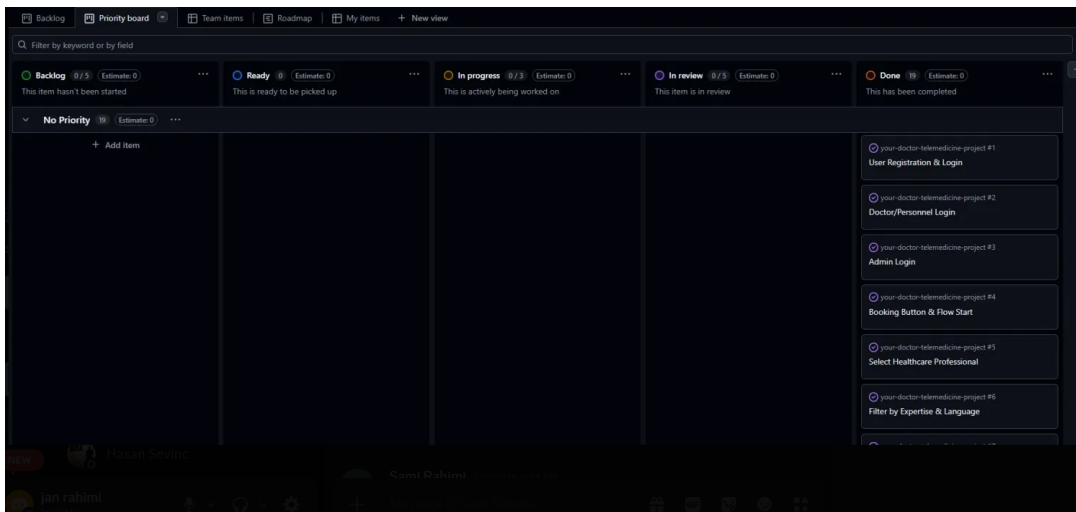 Backlog
Priority board
Team items
Roadmap
My items
+ New view
Filter by keyword or by field
Backlog 0 / 5 Estimate: 0
This item hasn't been started
Ready 0 Estimate: 0
This is ready to be picked up
In progress 0 / 3 Estimate: 0
This is actively being worked on
In review 0 / 5 Estimate: 0
This item is in review
Done 19 Estimate: 0
This has been completed
No Priority 19 Estimate: 0
+ Add item
your-doctor-telemedicine-project #1
User Registration & Login
your-doctor-telemedicine-project #2
Doctor/Personnel Login
your-doctor-telemedicine-project #3
Admin Login
your-doctor-telemedicine-project #4
Booking Button & Flow Start
your-doctor-telemedicine-project #5
Select Healthcare Professional
your-doctor-telemedicine-project #6
Filter by Expertise & Language
NEW
Hasan Sevinc
Sami Rahimi
jan rahimi